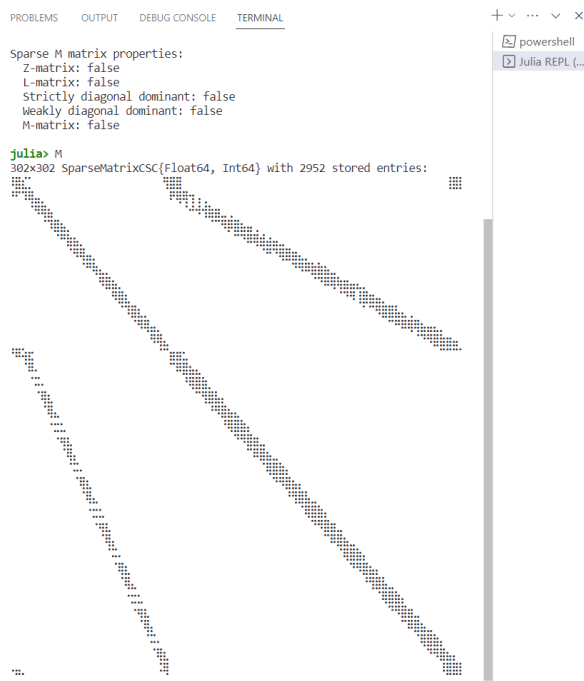 PROBLEMS OUTPUT DEBUG CONSOLE TERMINAL
powershell
Julia REPL (...
Sparse M matrix properties:
Z-matrix: false
L-matrix: false
Strictly diagonal dominant: false
Weakly diagonal dominant: false
M-matrix: false
julia> M
302×302 SparseMatrixCSC{Float64, Int64} with 2952 stored entries: